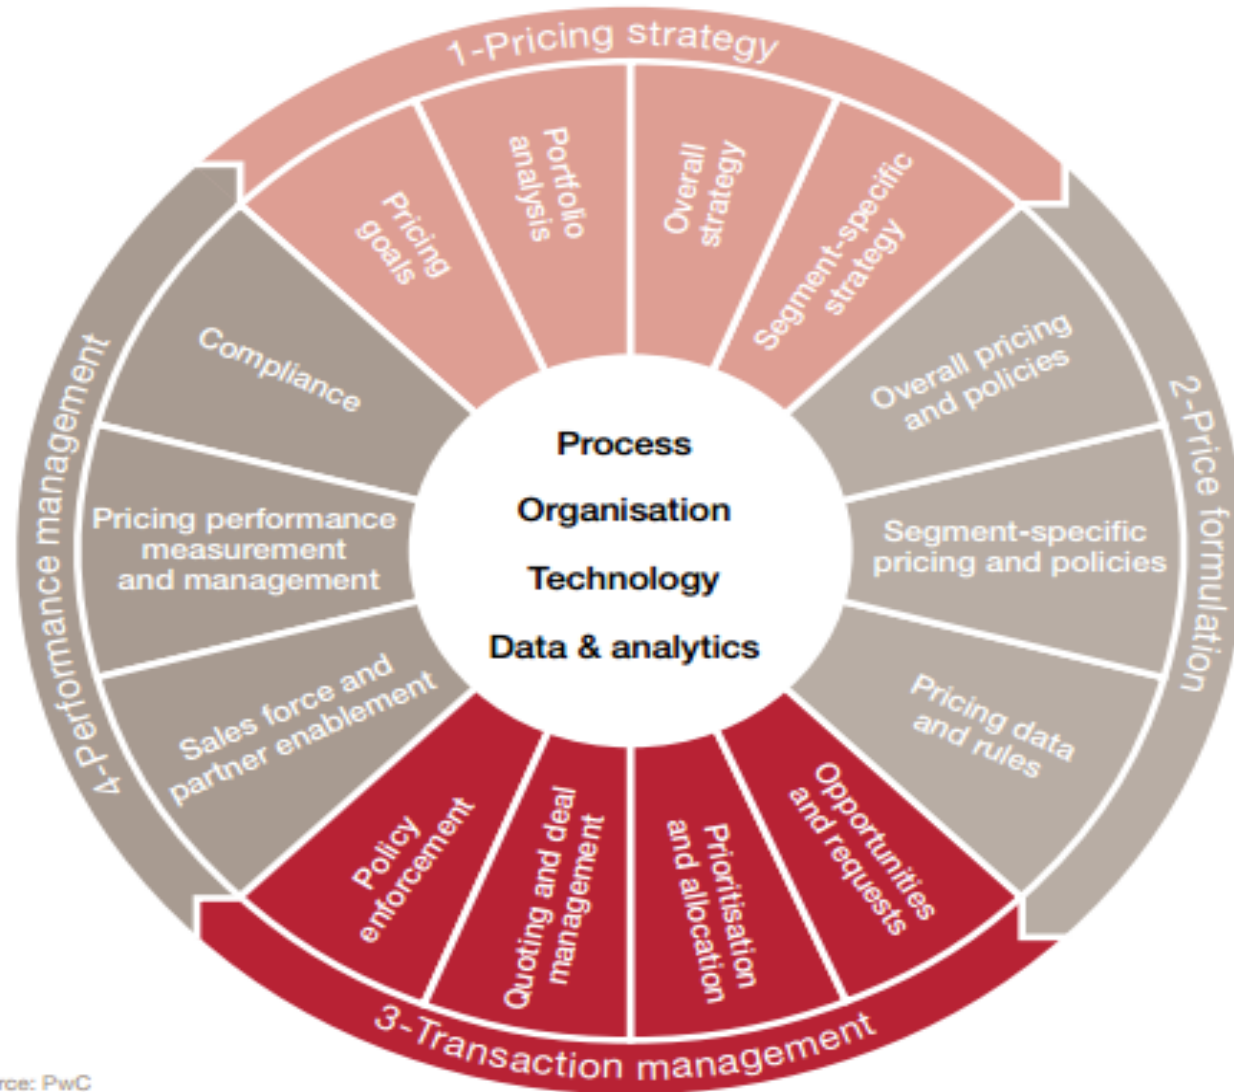 1-Pricing strategy
Pricing
goals
Portfolio
analysis
Overall
strategy
Segment-specific
strategy
2-Price formulation
Overall pricing
and policies
Segment-specific
pricing and policies
Pricing data
and rules
3-Transaction management
Opportunities
and requests
Prioritisation
and allocation
Quoting and deal
management
Policy
enforcement
4-Performance management
Sales force and
partner enablement
Pricing performance
measurement
and management
Compliance
Process
Organisation
Technology
Data & analytics
rce: PwC